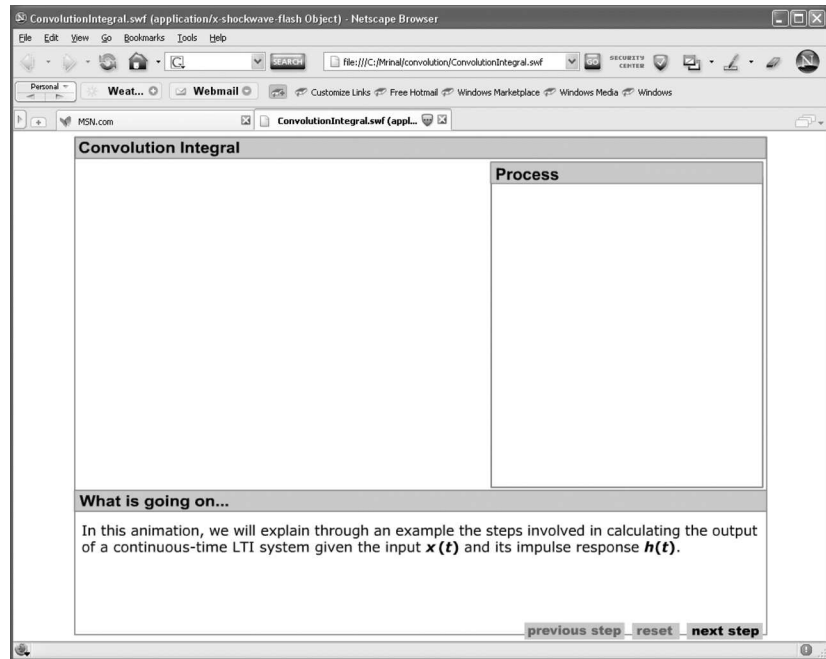 ConvolutionIntegral.swf (application/x-shockwave-flash Object) - Netscape Browser
File Edit View Go Bookmarks Tools Help
SEARCH file:///C:/Mrinal/convolution/ConvolutionIntegral.swf GO SECURITY CENTER N
Personal Weat... Webmail Customize Links Free Hotmail Windows Marketplace Windows Media Windows
MSN.com ConvolutionIntegral.swf (appl...
Convolution Integral
Process
What is going on...
In this animation, we will explain through an example the steps involved in calculating the output
of a continuous-time LTI system given the input x (t) and its impulse response h(t).
previous step reset next step